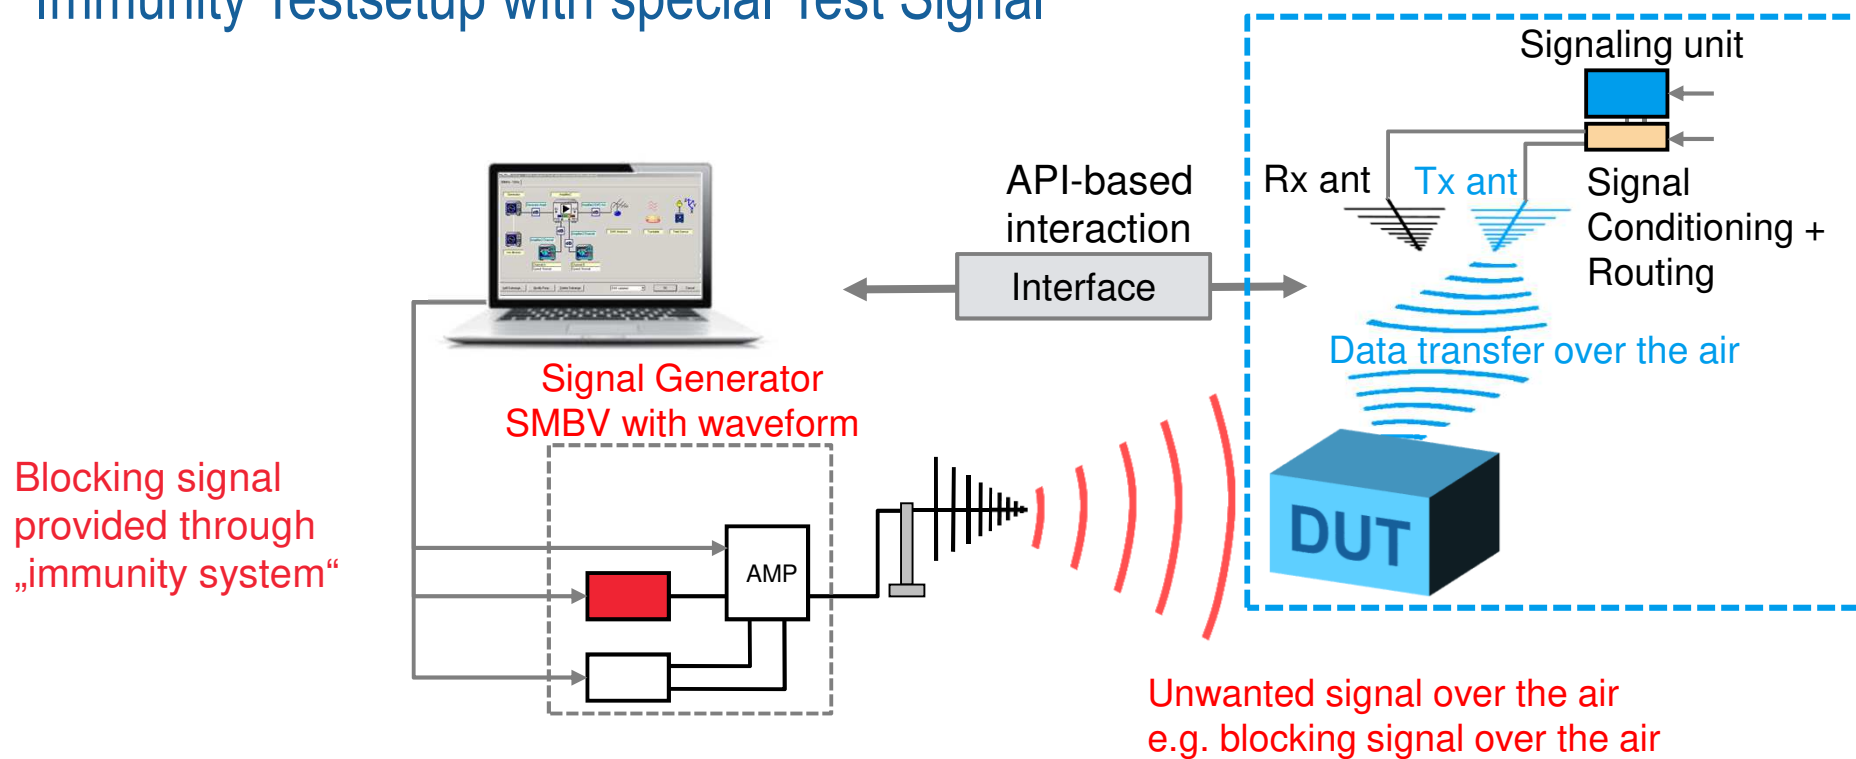 Immunity Testsetup with special Test Signal
Signaling unit
API-based
interaction
Interface
Rx ant
Tx ant
Signal
Conditioning +
Routing
Data transfer over the air
Signal Generator
SMBV with waveform
Blocking signal
provided through
„immunity system“
AMP
DUT
Unwanted signal over the air
e.g. blocking signal over the air